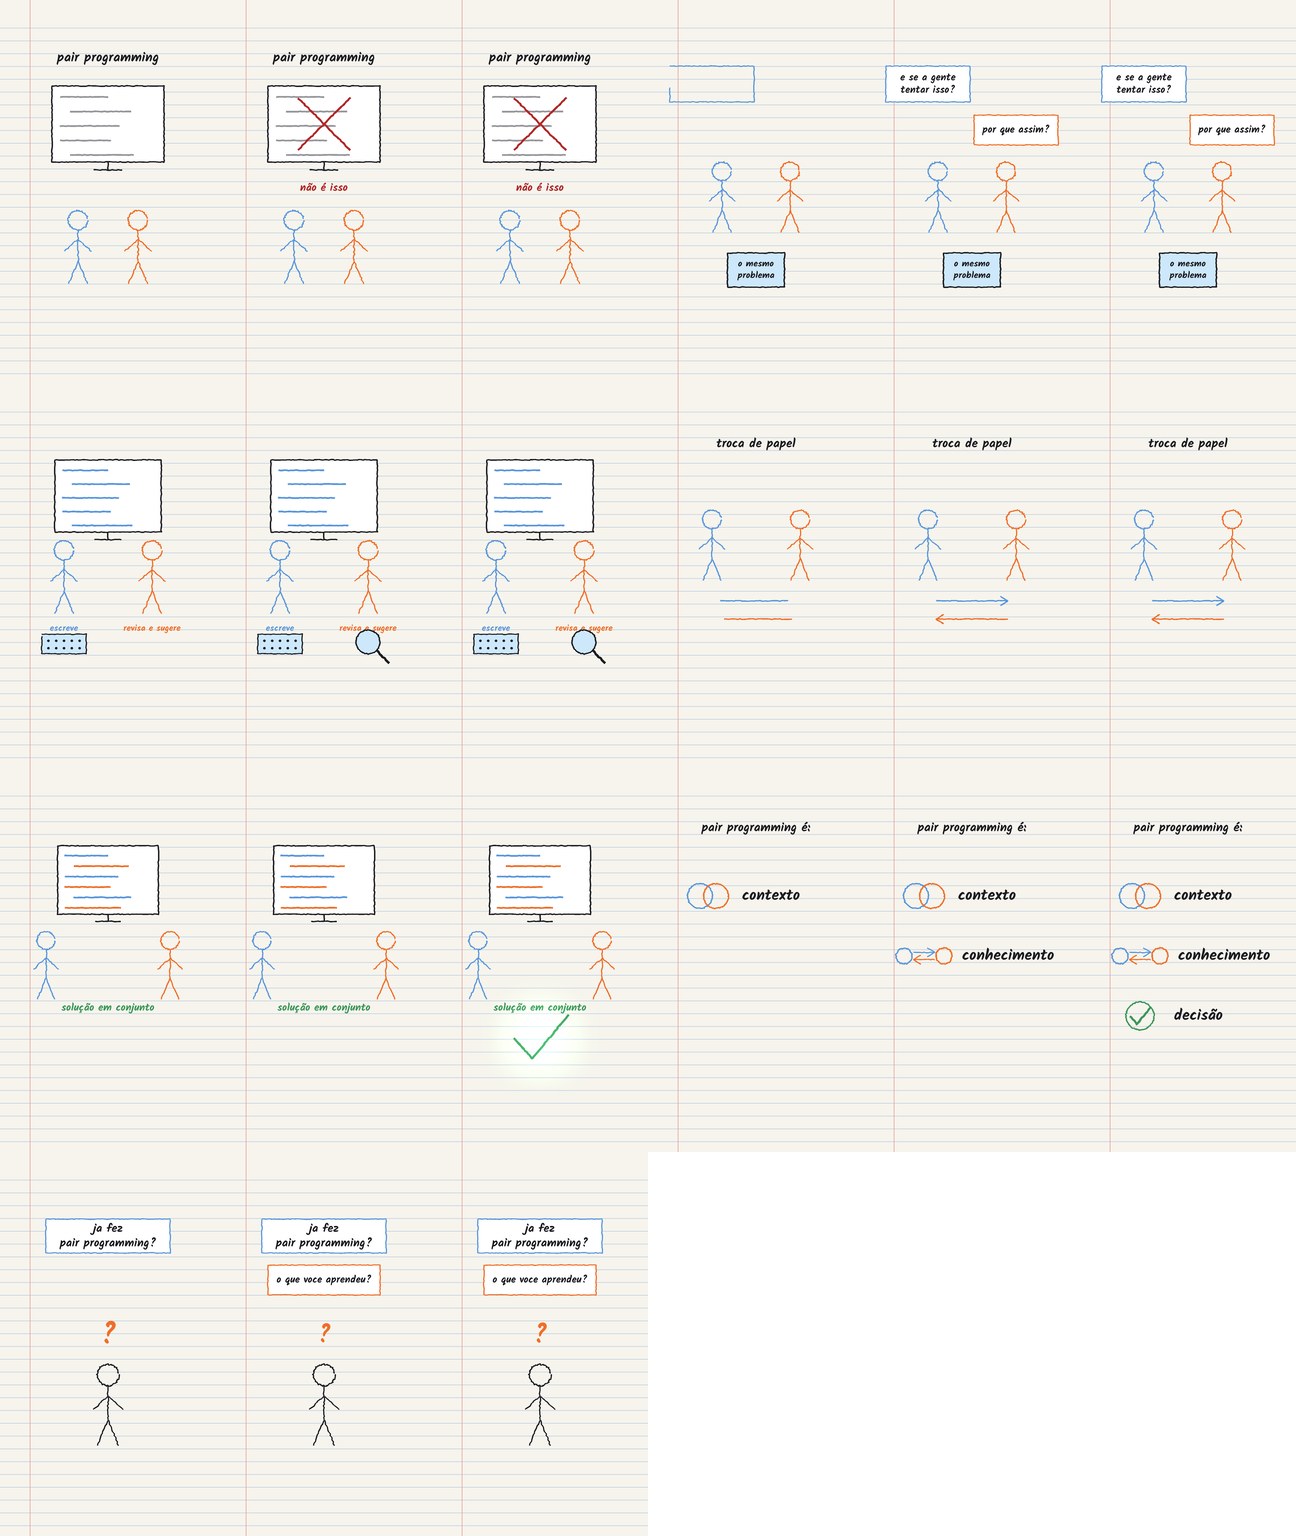 pair programming
pair programming
pair programming
não é isso
não é isso
e se a gente
tentar isso?
e se a gente
tentar isso?
por que assim?
por que assim?
o mesmo
problema
o mesmo
problema
o mesmo
problema
escreve
revisa e sugere
escreve
revisa e sugere
escreve
revisa e sugere
troca de papel
troca de papel
troca de papel
solução em conjunto
solução em conjunto
solução em conjunto
pair programming é:
contexto
pair programming é:
contexto
conhecimento
pair programming é:
contexto
conhecimento
decisão
ja fez
pair programming?
?
ja fez
pair programming?
o que voce aprendeu?
?
ja fez
pair programming?
o que voce aprendeu?
?